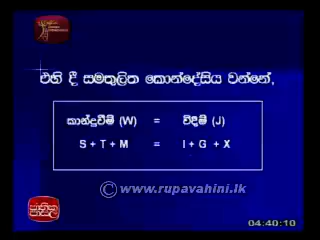 එහි දී සමතුලිත කොන්දේසිය වන්නේ,
කාන්දුවීම් (W) = විදීම් (J)
S + T + M = I + G + X
©www.rupavahini.lk
04:40:10